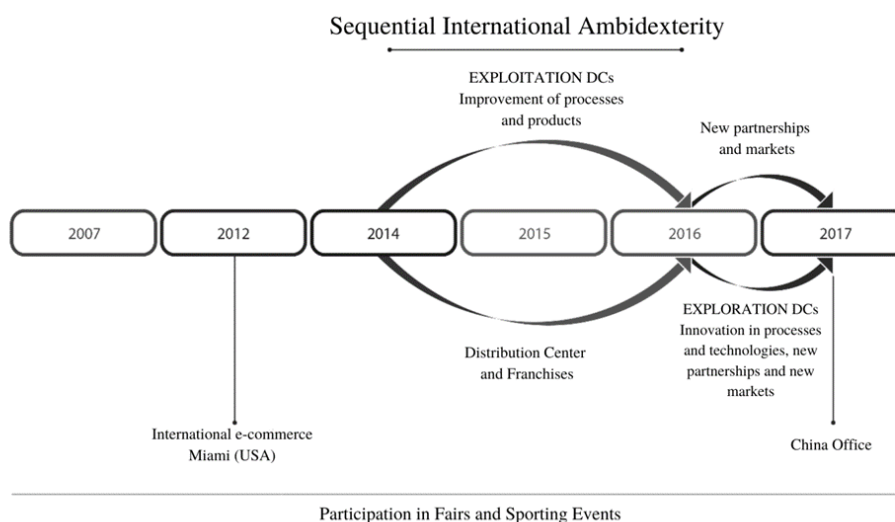 Sequential International Ambidexterity
EXPLOITATION DCs
Improvement of processes
and products
New partnerships
and markets
2007
2012
2014
2015
2016
2017
Distribution Center
and Franchises
EXPLORATION DCs
Innovation in processes
and technologies, new
partnerships and new
markets
International e-commerce
Miami (USA)
China Office
Participation in Fairs and Sporting Events